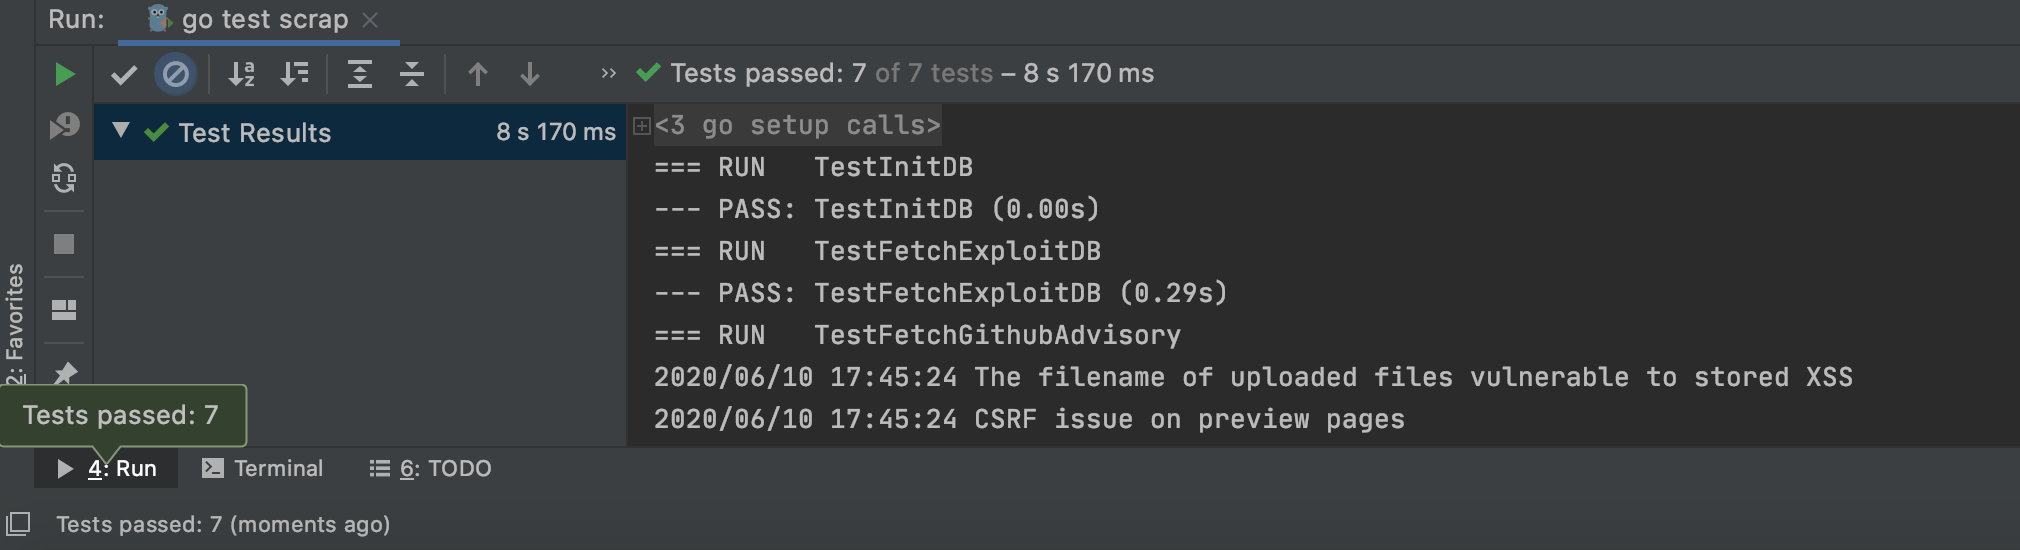 Run: go test scrap
Tests passed: 7 of 7 tests – 8 s 170 ms
Test Results 8 s 170 ms
<3 go setup calls>
=== RUN   TestInitDB
--- PASS: TestInitDB (0.00s)
=== RUN   TestFetchExploitDB
--- PASS: TestFetchExploitDB (0.29s)
=== RUN   TestFetchGithubAdvisory
2020/06/10 17:45:24 The filename of uploaded files vulnerable to stored XSS
2020/06/10 17:45:24 CSRF issue on preview pages
2: Favorites
Tests passed: 7
4: Run Terminal 6: TODO
Tests passed: 7 (moments ago)